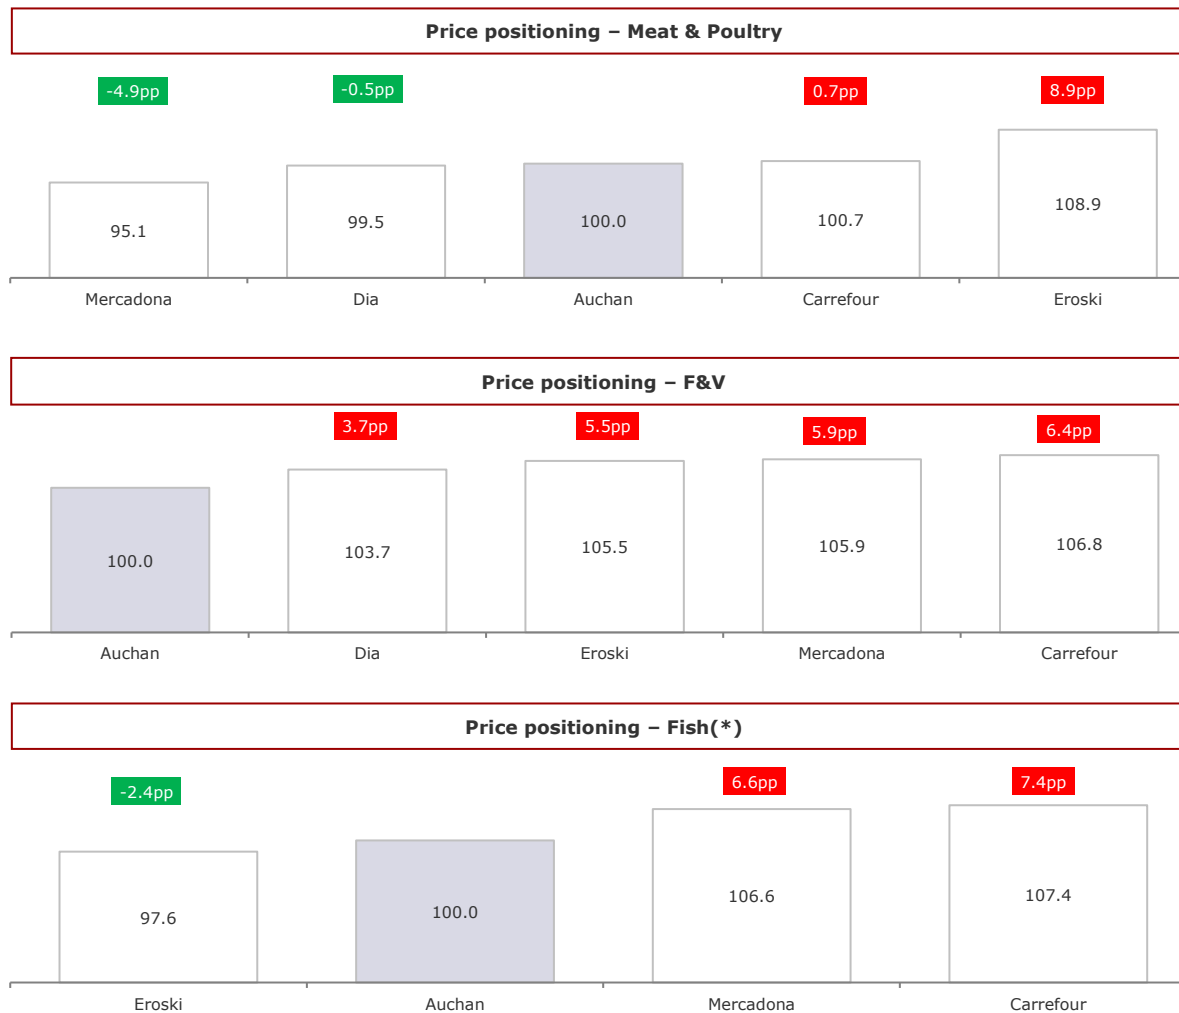 Price positioning – Meat & Poultry
-4.9pp -0.5pp 0.7pp 8.9pp
95.1 99.5 100.0 100.7 108.9
Mercadona Dia Auchan Carrefour Eroski
Price positioning – F&V
3.7pp 5.5pp 5.9pp 6.4pp
100.0 103.7 105.5 105.9 106.8
Auchan Dia Eroski Mercadona Carrefour
Price positioning – Fish(*)
-2.4pp 6.6pp 7.4pp
97.6 100.0 106.6 107.4
Eroski Auchan Mercadona Carrefour